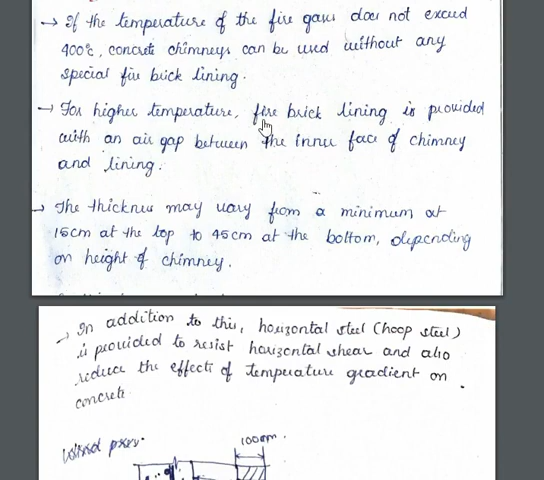 → If the temperature of the fire gases does not exceed
400°c, concrete chimneys can be used without any
special fire brick lining.
→ For higher temperature, fire brick lining is provided
with an air gap between the inner face of chimney
and lining.
→ The thickness may vary from a minimum at
15cm at the top to 45cm at the bottom, depending
on height of chimney.
→ In addition to this, horizontal steel (hoop steel)
is provided to resist horizontal shear and also
reduce the effects of temperature gradient on
concrete.
Wind